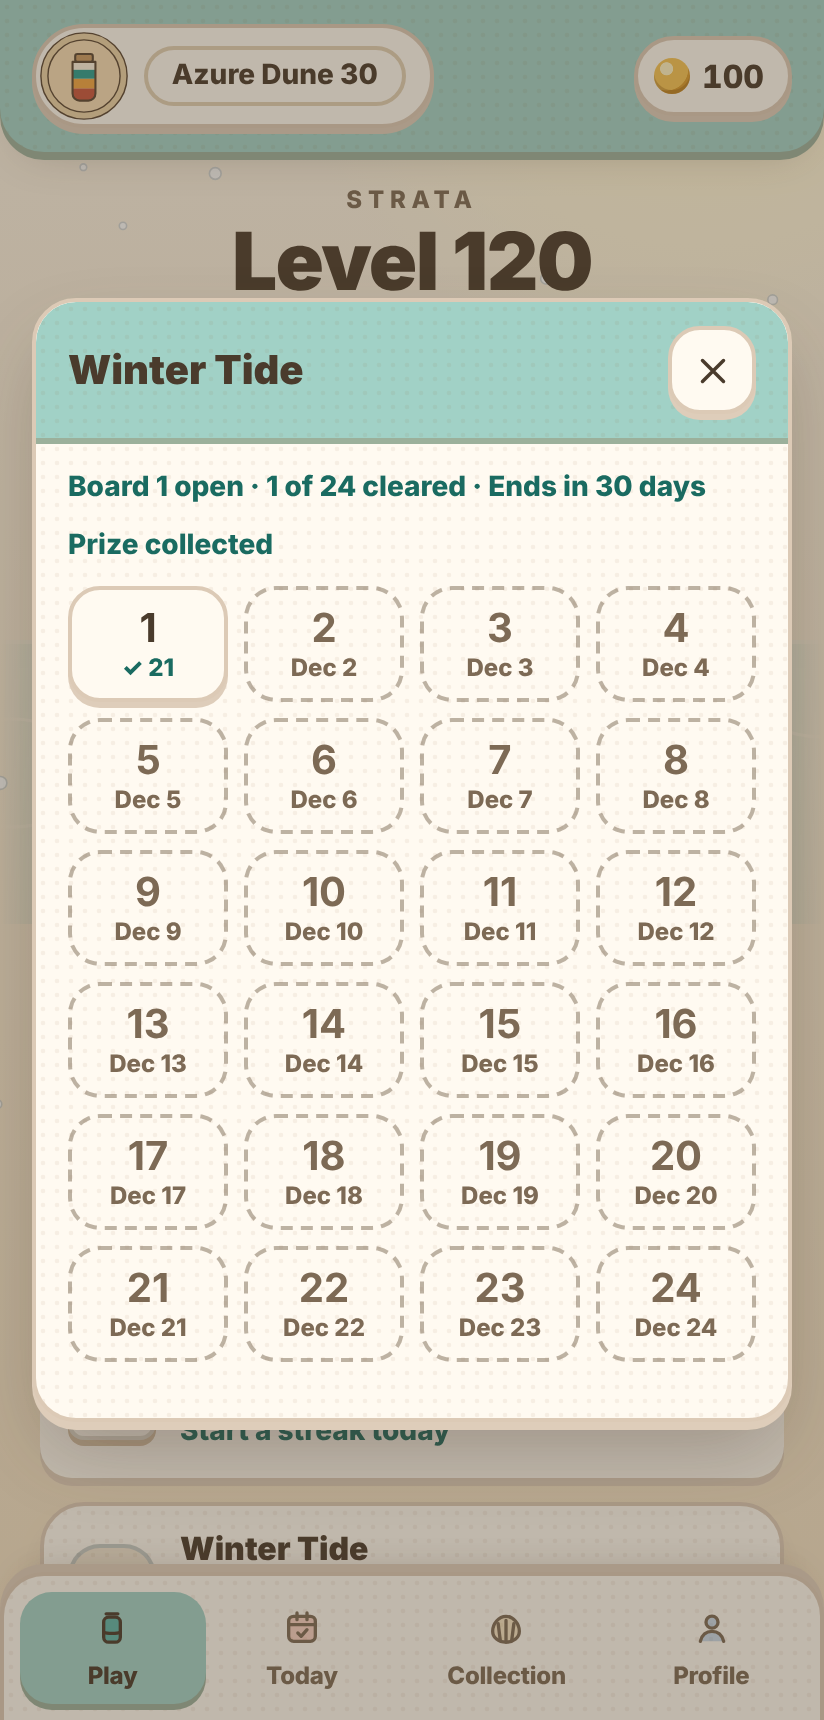 Azure Dune 30
100
STRATA
Level 120
Winter Tide
Board 1 open · 1 of 24 cleared · Ends in 30 days
Prize collected
1 2 3 4
✓ 21 Dec 2 Dec 3 Dec 4
5 6 7 8
Dec 5 Dec 6 Dec 7 Dec 8
9 10 11 12
Dec 9 Dec 10 Dec 11 Dec 12
13 14 15 16
Dec 13 Dec 14 Dec 15 Dec 16
17 18 19 20
Dec 17 Dec 18 Dec 19 Dec 20
21 22 23 24
Dec 21 Dec 22 Dec 23 Dec 24
Start a streak today
Winter Tide
Play Today Collection Profile